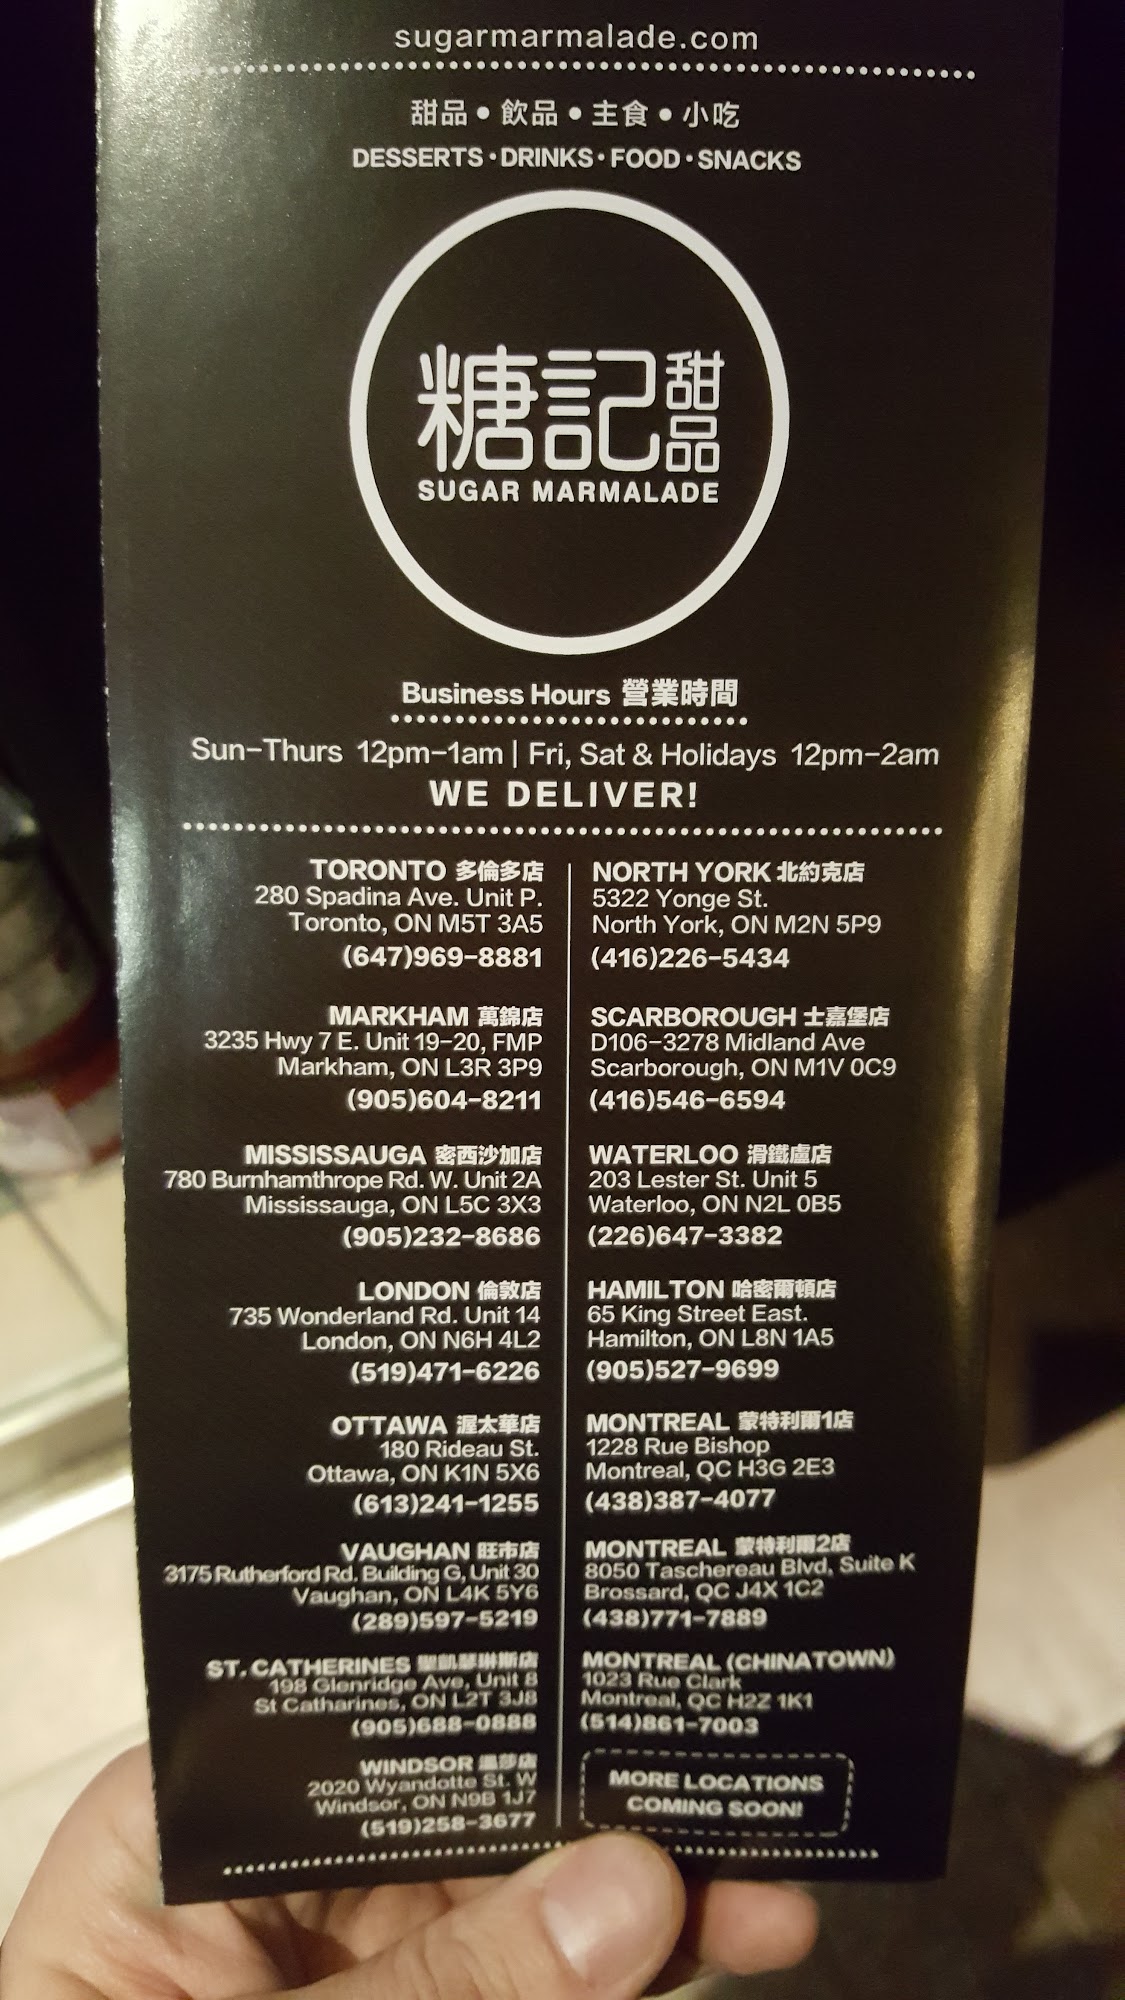 sugarmarmalade.com
甜品 • 飲品 • 主食 • 小吃
DESSERTS • DRINKS • FOOD • SNACKS
糖記甜品
SUGAR MARMALADE
Business Hours 營業時間
Sun-Thurs 12pm-1am | Fri, Sat & Holidays 12pm-2am
WE DELIVER!
TORONTO 多倫多店
280 Spadina Ave. Unit P.
Toronto, ON M5T 3A5
(647)969-8881
MARKHAM 萬錦店
3235 Hwy 7 E. Unit 19-20, FMP
Markham, ON L3R 3P9
(905)604-8211
MISSISSAUGA 密西沙加店
780 Burnhamthrope Rd. W. Unit 2A
Mississauga, ON L5C 3X3
(905)232-8686
LONDON 倫敦店
735 Wonderland Rd. Unit 14
London, ON N6H 4L2
(519)471-6226
OTTAWA 渥太華店
180 Rideau St.
Ottawa, ON K1N 5X6
(613)241-1255
VAUGHAN 旺市店
3175 Rutherford Rd. Building G, Unit 30
Vaughan, ON L4K 5Y6
(289)597-5219
ST. CATHERINES 聖凱瑟琳斯店
198 Glenridge Ave, Unit 8
St Catharines, ON L2T 3J8
(905)688-0888
WINDSOR 溫莎店
2020 Wyandotte St. W
Windsor, ON N9B 1J7
(519)258-3677
NORTH YORK 北約克店
5322 Yonge St.
North York, ON M2N 5P9
(416)226-5434
SCARBOROUGH 士嘉堡店
D106-3278 Midland Ave
Scarborough, ON M1V 0C9
(416)546-6594
WATERLOO 滑鐵盧店
203 Lester St. Unit 5
Waterloo, ON N2L 0B5
(226)647-3382
HAMILTON 哈密爾頓店
65 King Street East.
Hamilton, ON L8N 1A5
(905)527-9699
MONTREAL 蒙特利爾1店
1228 Rue Bishop
Montreal, QC H3G 2E3
(438)387-4077
MONTREAL 蒙特利爾2店
8050 Taschereau Blvd, Suite K
Brossard, QC J4X 1C2
(438)771-7889
MONTREAL (CHINATOWN)
1023 Rue Clark
Montreal, QC H2Z 1K1
(514)861-7003
MORE LOCATIONS
COMING SOON!